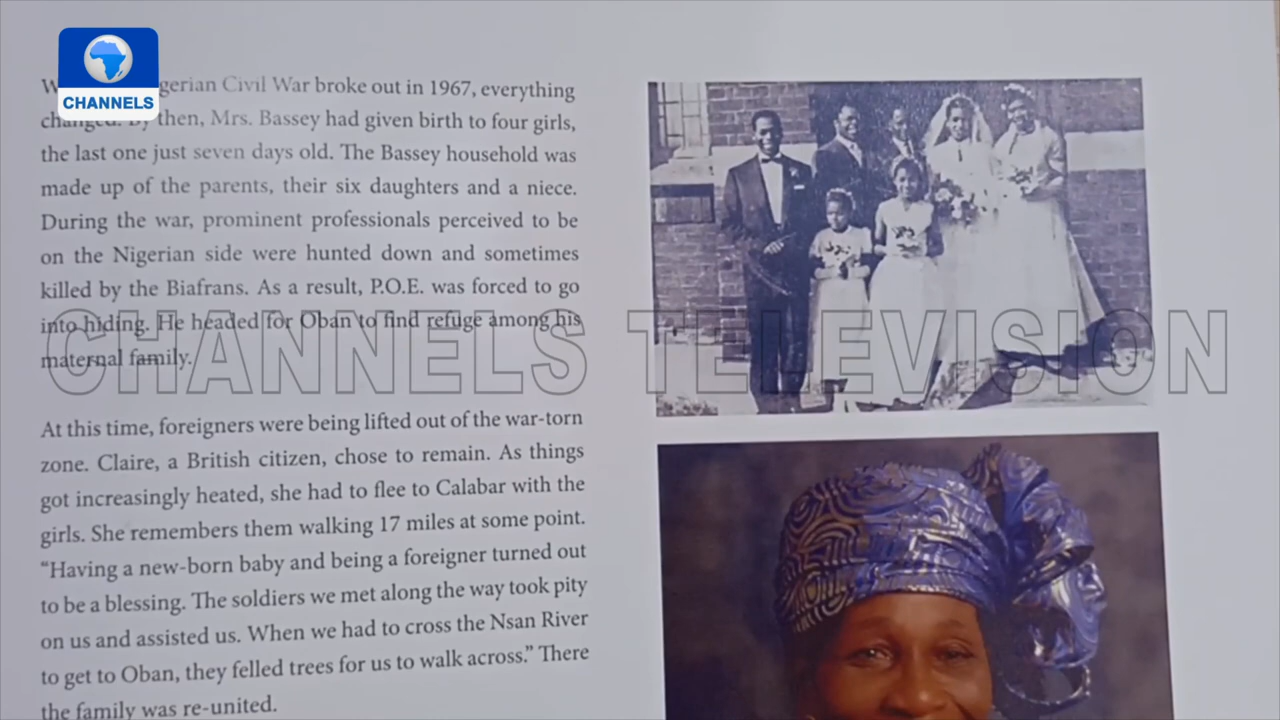 CHANNELS
gerian Civil War broke out in 1967, everything
changed. By then, Mrs. Bassey had given birth to four girls,
the last one just seven days old. The Bassey household was
made up of the parents, their six daughters and a niece.
During the war, prominent professionals perceived to be
on the Nigerian side were hunted down and sometimes
killed by the Biafrans. As a result, P.O.E. was forced to go
into hiding. He headed for Oban to find refuge among his
maternal family.
CHANNELS TELEVISION
At this time, foreigners were being lifted out of the war-torn
zone. Claire, a British citizen, chose to remain. As things
got increasingly heated, she had to flee to Calabar with the
girls. She remembers them walking 17 miles at some point.
“Having a new-born baby and being a foreigner turned out
to be a blessing. The soldiers we met along the way took pity
on us and assisted us. When we had to cross the Nsan River
to get to Oban, they felled trees for us to walk across.” There
the family was re-united.